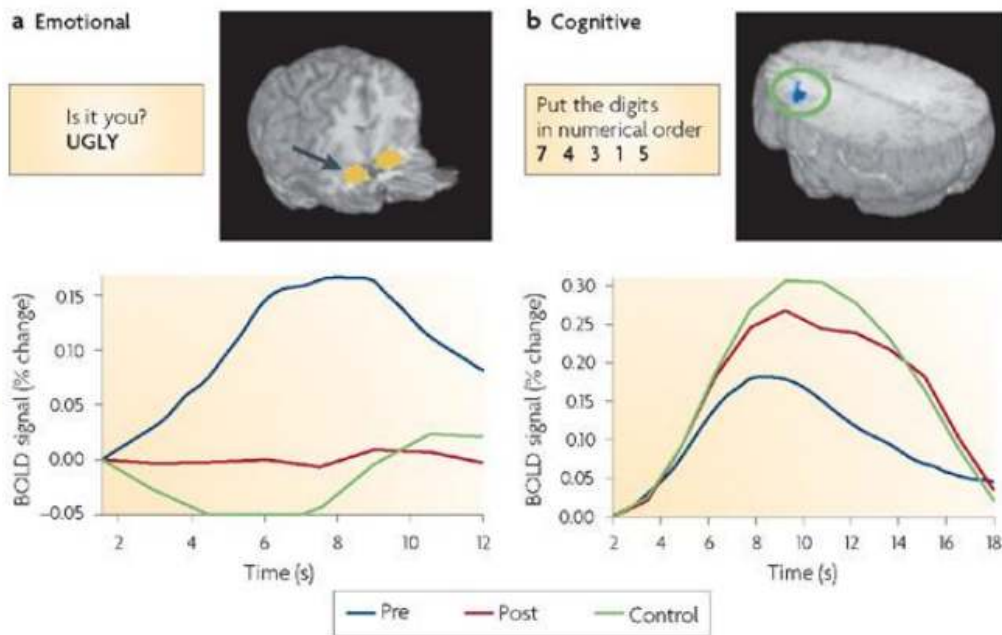 a Emotional
Is it you?
UGLY
b Cognitive
Put the digits
in numerical order
7 4 3 1 5
BOLD signal (% change)
0.15
0.10
0.05
0.00
–0.05
2 4 6 8 10 12
Time (s)
BOLD signal (% change)
0.30
0.25
0.20
0.15
0.10
0.05
0.00
2 4 6 8 10 12 14 16 18
Time (s)
Pre Post Control